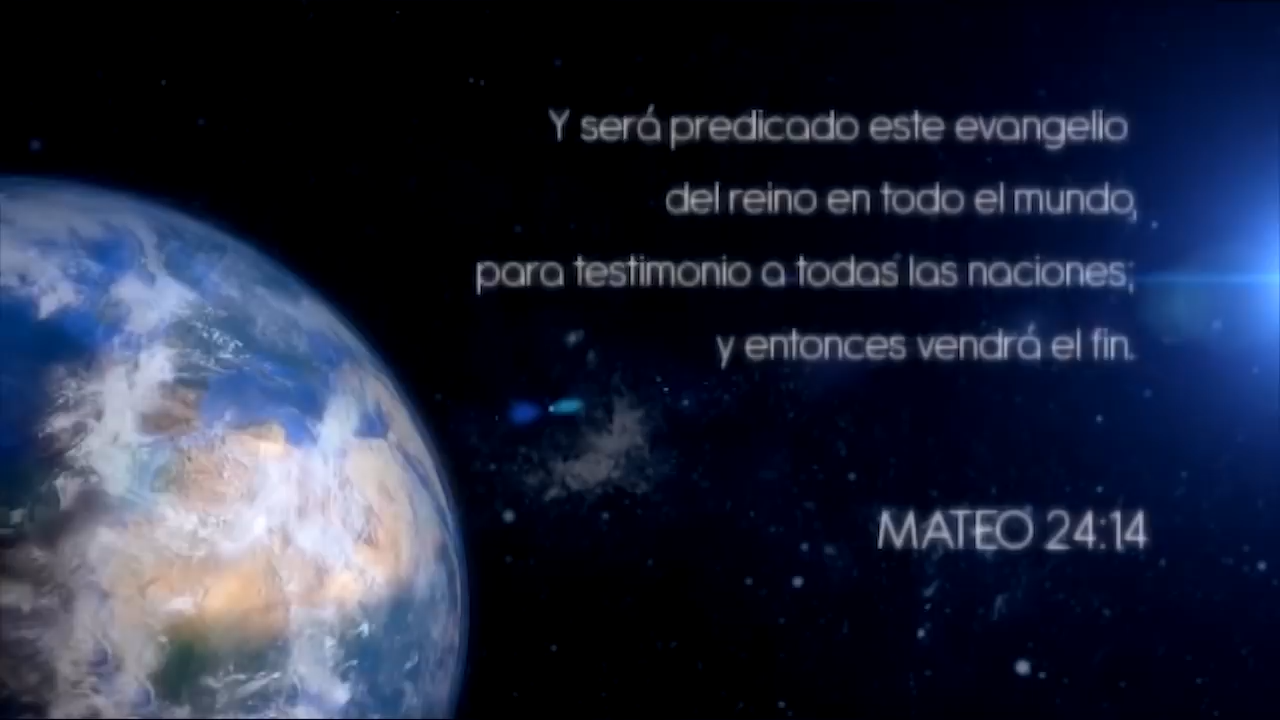 Y será predicado este evangelio
del reino en todo el mundo,
para testimonio a todas las naciones;
y entonces vendrá el fin.
MATEO 24:14